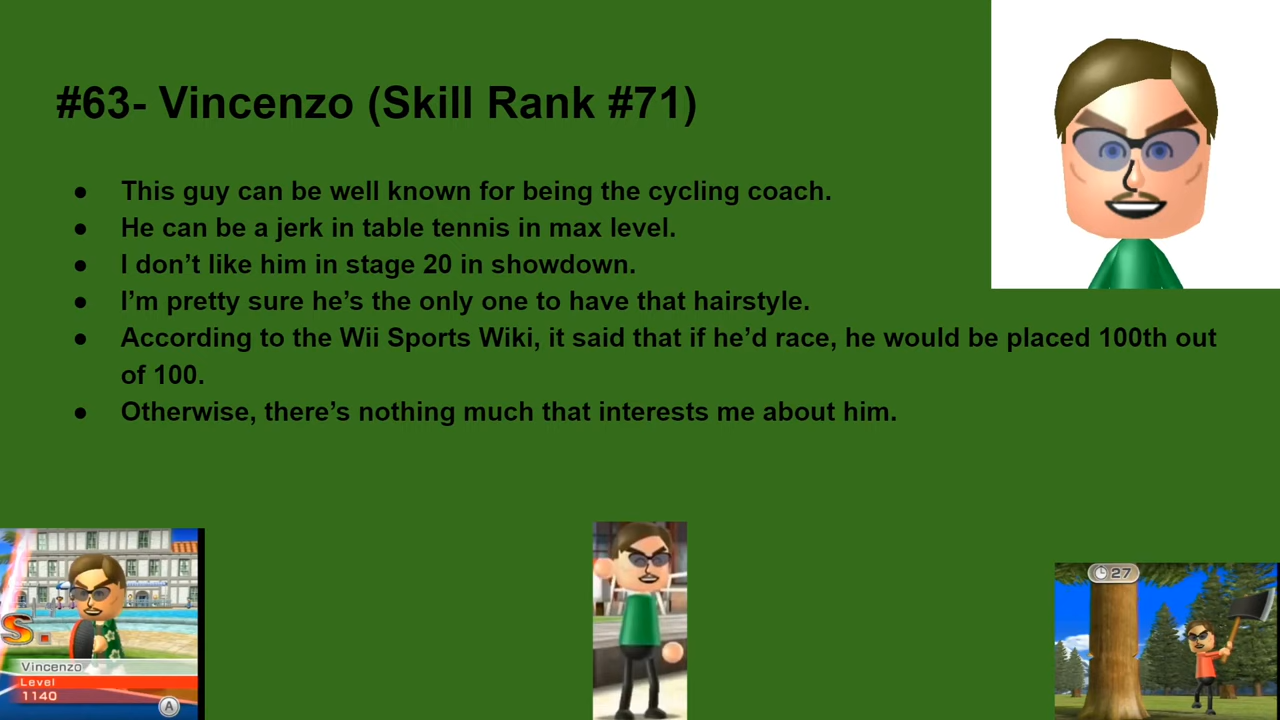 #63- Vincenzo (Skill Rank #71)
● This guy can be well known for being the cycling coach.
● He can be a jerk in table tennis in max level.
● I don’t like him in stage 20 in showdown.
● I’m pretty sure he’s the only one to have that hairstyle.
● According to the Wii Sports Wiki, it said that if he’d race, he would be placed 100th out
of 100.
● Otherwise, there’s nothing much that interests me about him.
S.
Vincenzo
Level
1140
A
27